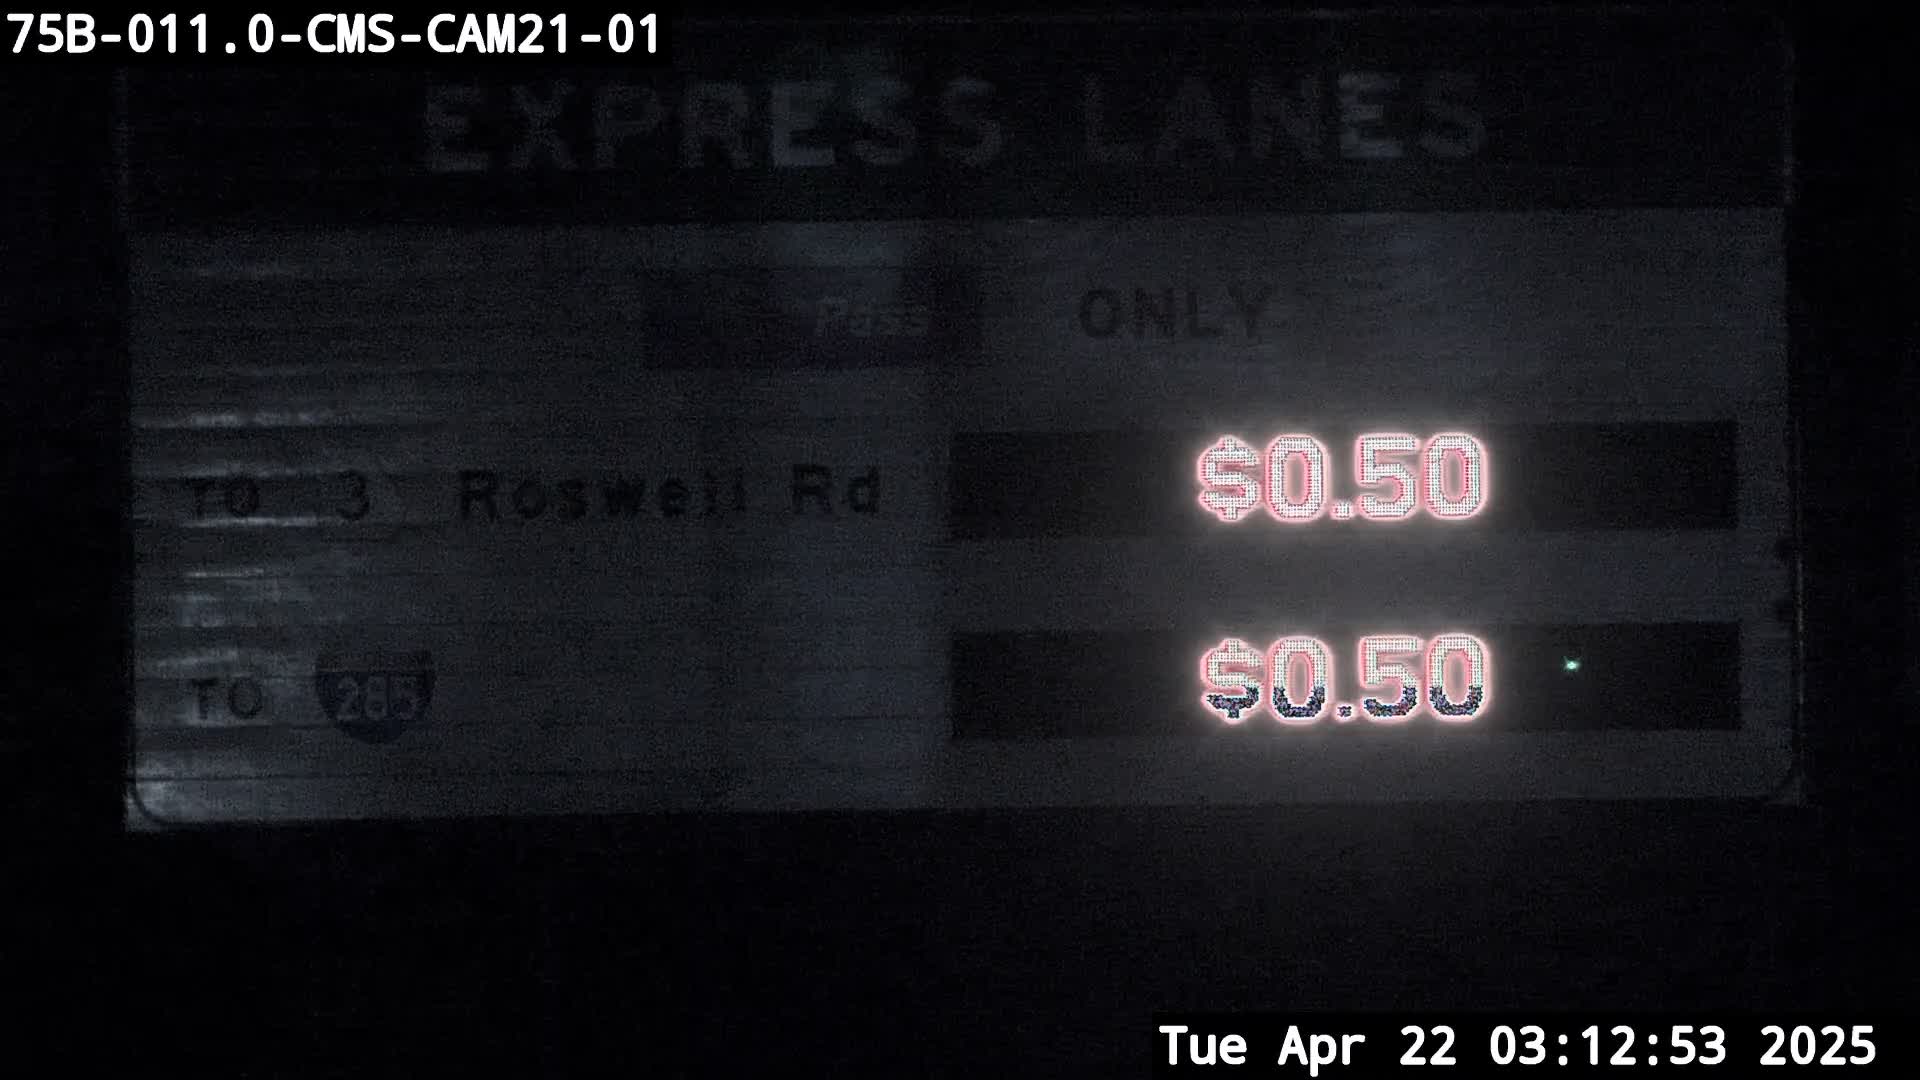 75B-011.0-CMS-CAM21-01
EXPRESS LANES
Pass ONLY
TO 3 Roswell Rd $0.50
TO 285 $0.50
Tue Apr 22 03:12:53 2025